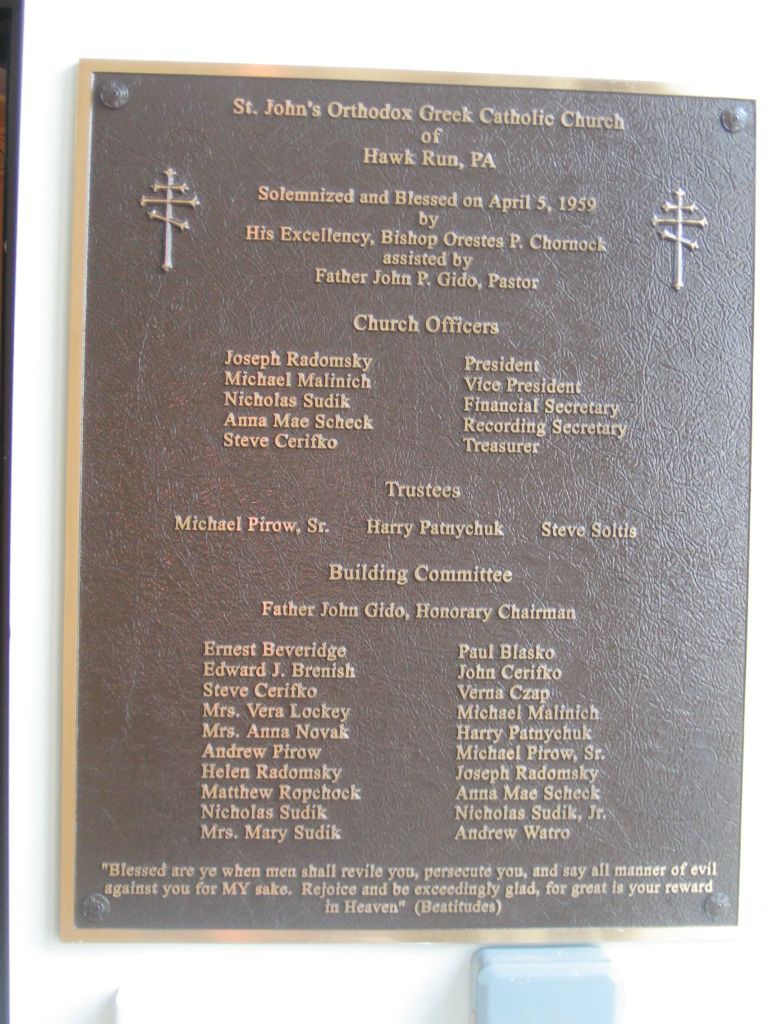 St. John's Orthodox Greek Catholic Church
of
Hawk Run, PA
Solemnized and Blessed on April 5, 1959
by
His Excellency, Bishop Orestes P. Chornock
assisted by
Father John P. Gido, Pastor
Church Officers
Joseph Radomsky President
Michael Malinich Vice President
Nicholas Sudik Financial Secretary
Anna Mae Scheck Recording Secretary
Steve Cerifko Treasurer
Trustees
Michael Pirow, Sr. Harry Patnychuk Steve Soltis
Building Committee
Father John Gido, Honorary Chairman
Ernest Beveridge Paul Blasko
Edward J. Brenish John Cerifko
Steve Cerifko Verna Czap
Mrs. Vera Lockey Michael Malinich
Mrs. Anna Novak Harry Patnychuk
Andrew Pirow Michael Pirow, Sr.
Helen Radomsky Joseph Radomsky
Matthew Ropchock Anna Mae Scheck
Nicholas Sudik Nicholas Sudik, Jr.
Mrs. Mary Sudik Andrew Watro
"Blessed are ye when men shall revile you, persecute you, and say all manner of evil
against you for MY sake. Rejoice and be exceedingly glad, for great is your reward
in Heaven" (Beatitudes)